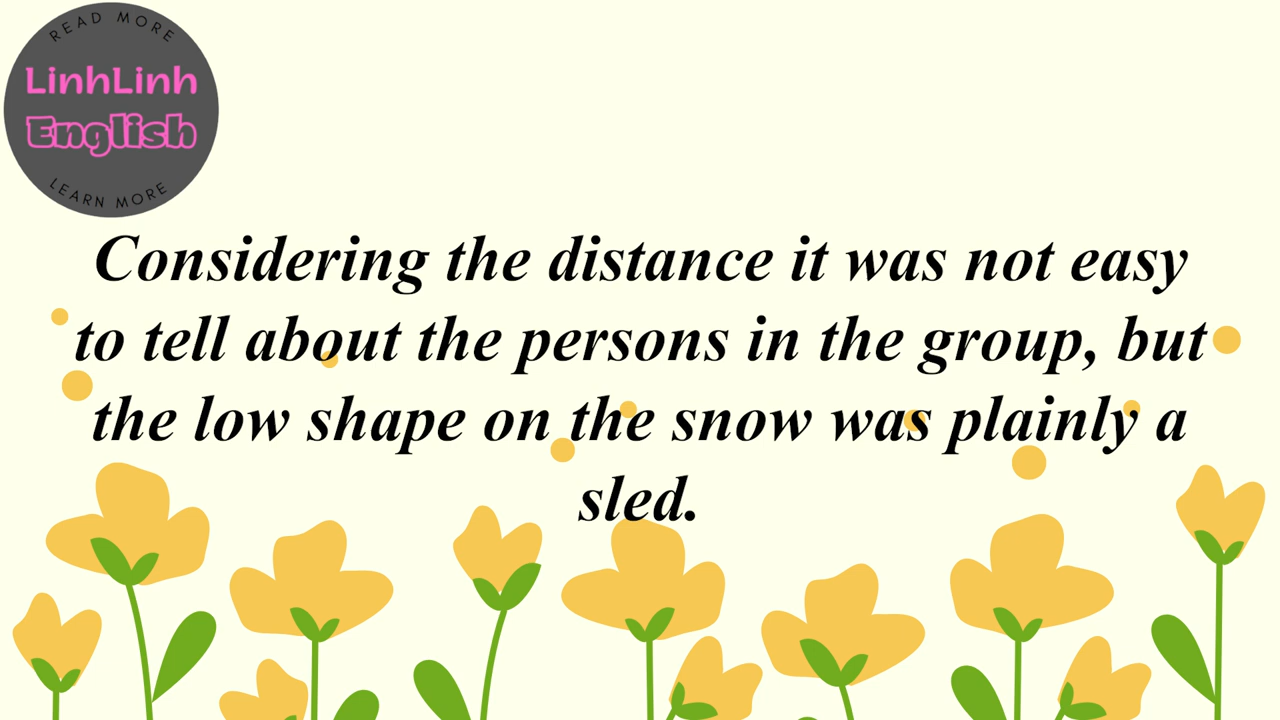 READ MORE
LinhLinh
English
LEARN MORE
Considering the distance it was not easy
to tell about the persons in the group, but
the low shape on the snow was plainly a
sled.